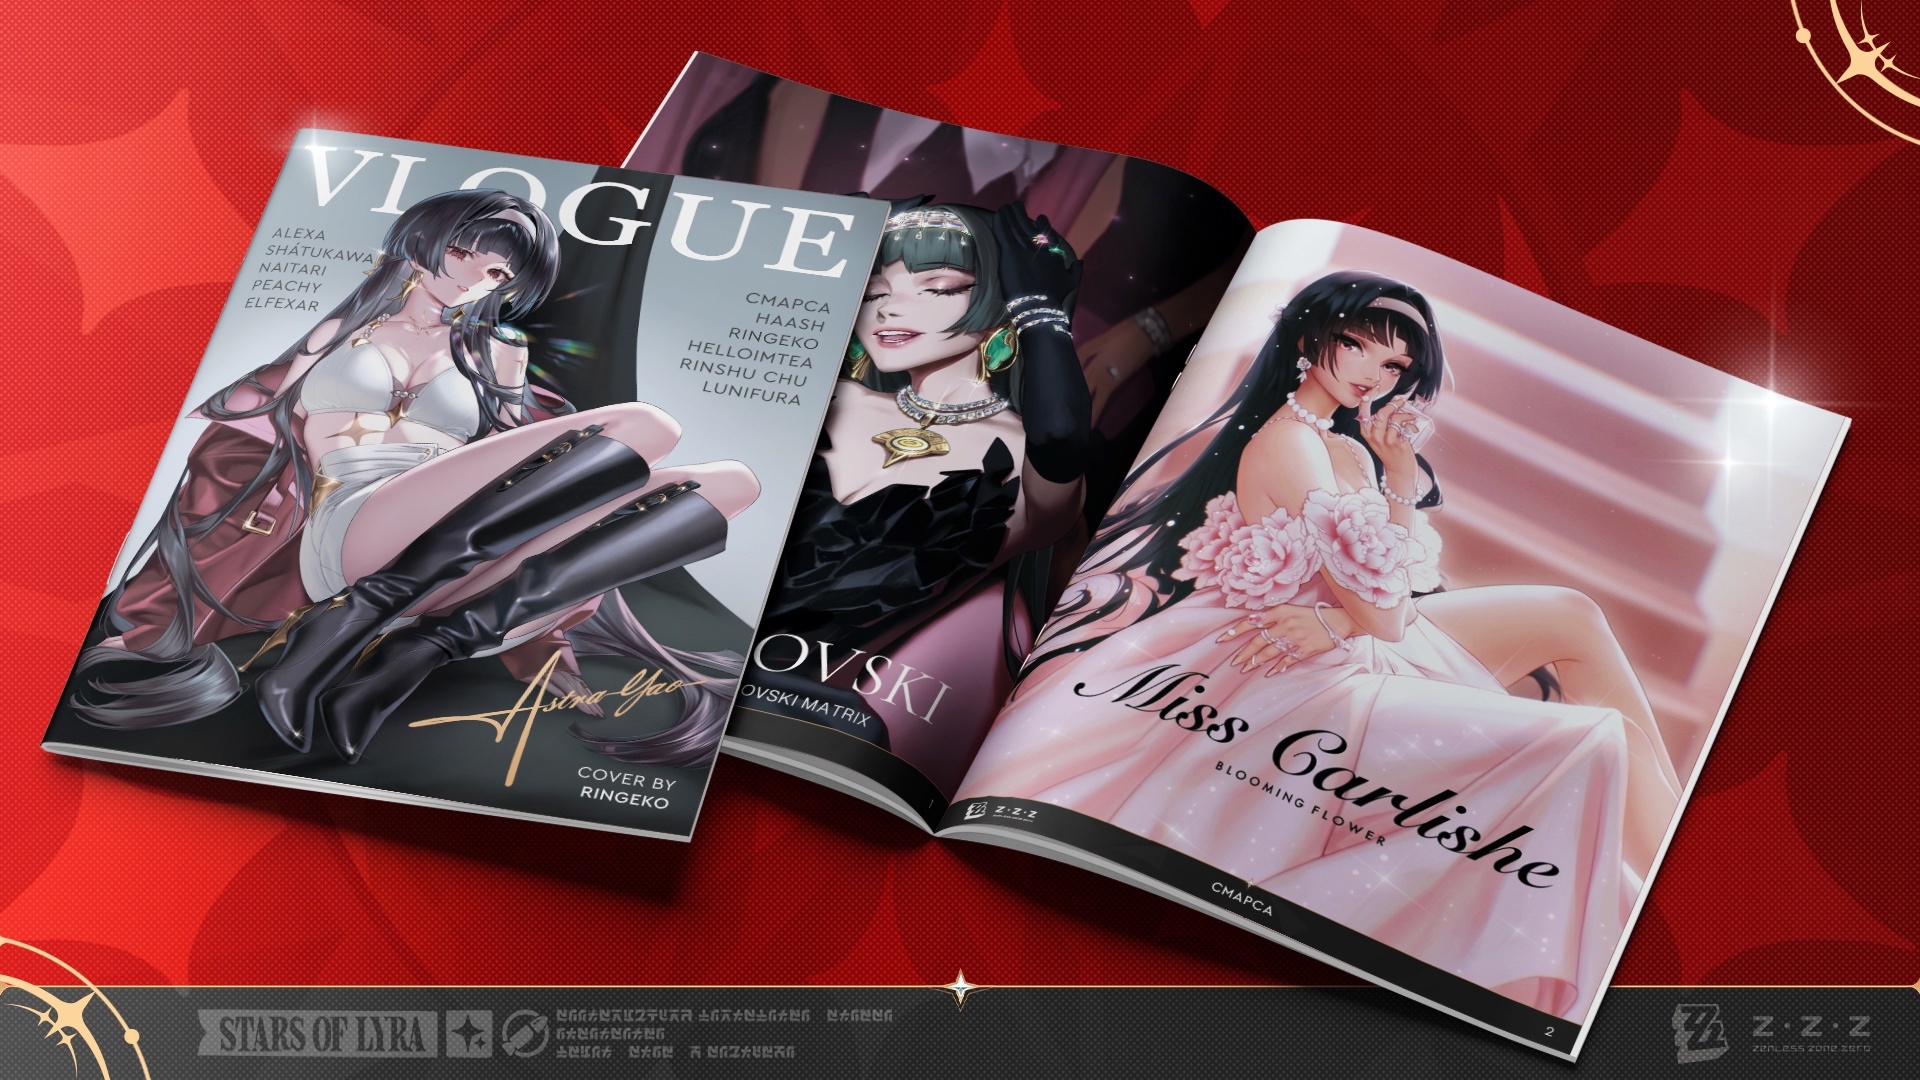 VLOGUE
ALEXA
SHÁTUKAWA
NAITARI
PEACHY
ELFEXAR
CMAPCA
HAASH
RINGEKO
HELLOIMTEA
RINSHU CHU
LUNIFURA
Astra Yao
COVER BY
RINGEKO
OVSKI
OVSKI MATRIX
1
Miss Carlishe
BLOOMING FLOWER
Z·Z·Z
CMAPCA
2
STARS OF LYRA
Z·Z·Z
ZENLESS ZONE ZERO